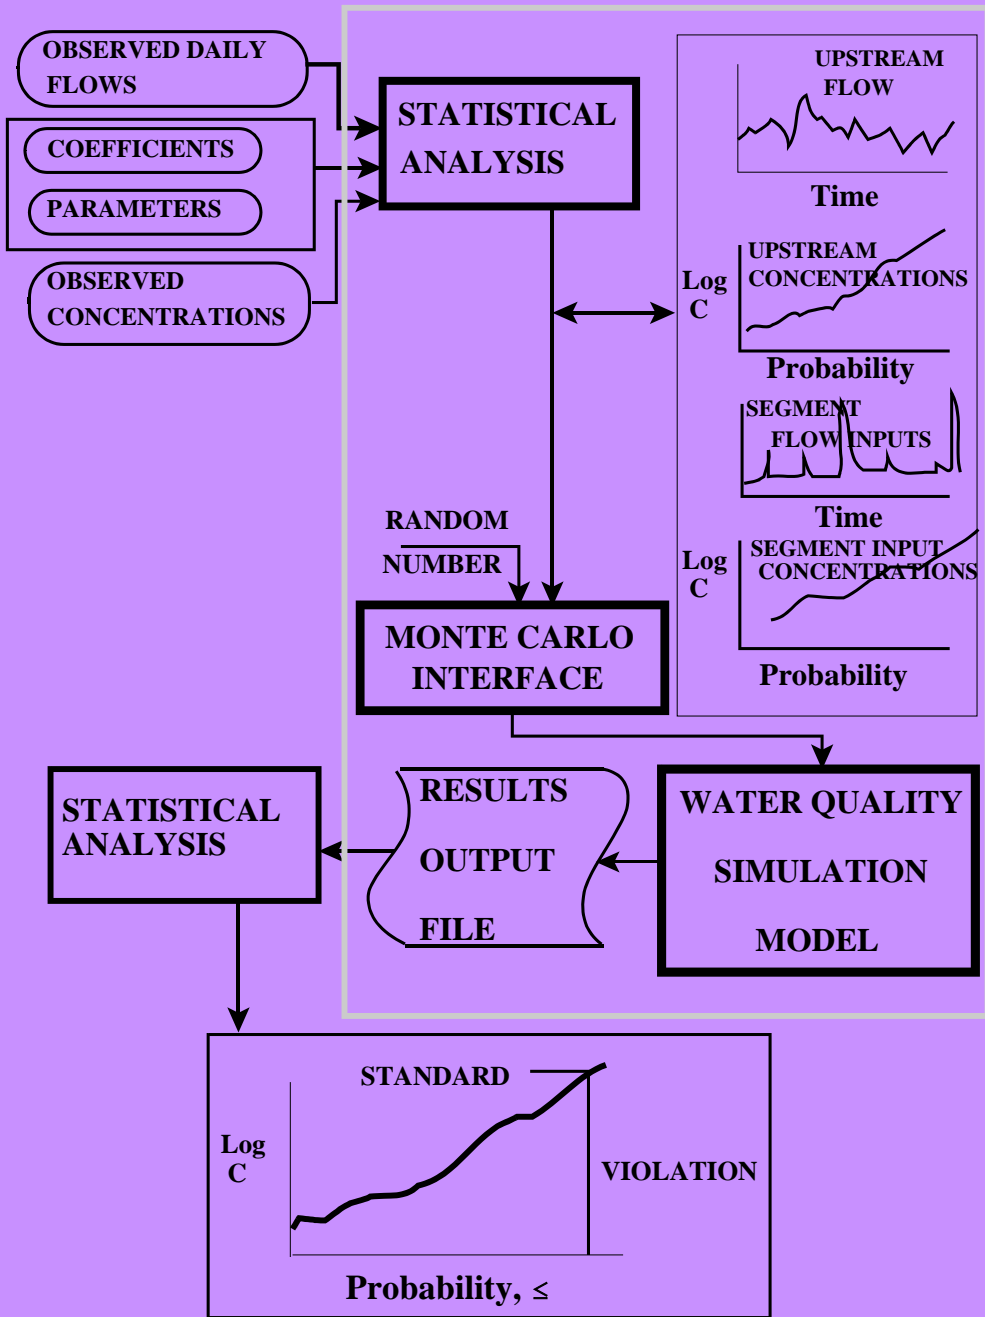 OBSERVED DAILY
FLOWS
COEFFICIENTS
PARAMETERS
OBSERVED
CONCENTRATIONS
STATISTICAL
ANALYSIS
UPSTREAM
FLOW
Time
UPSTREAM
CONCENTRATIONS
Log
C
Probability
SEGMENT
FLOW INPUTS
Time
SEGMENT INPUT
CONCENTRATIONS
Log
C
Probability
RANDOM
NUMBER
MONTE CARLO
INTERFACE
WATER QUALITY
SIMULATION
MODEL
RESULTS
OUTPUT
FILE
STATISTICAL
ANALYSIS
STANDARD
Log
C
VIOLATION
Probability, ≤